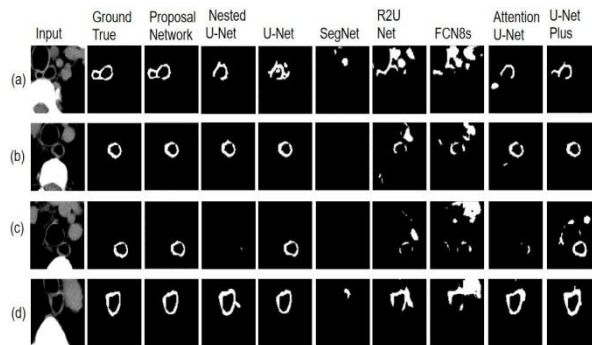 Input
Ground True
Proposal Network
Nested U-Net
U-Net
SegNet
R2U Net
FCN8s
Attention U-Net
U-Net Plus
(a)
(b)
(c)
(d)